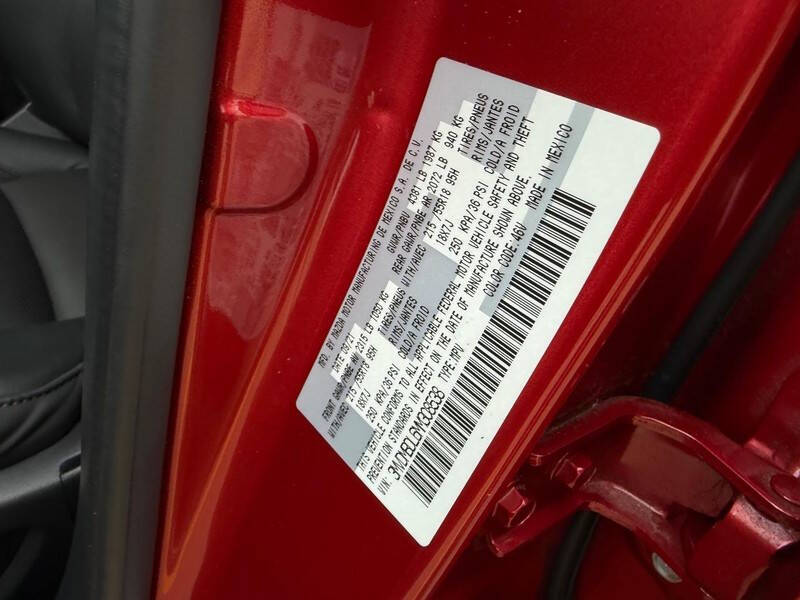 MFD. BY MAZDA MOTOR MANUFACTURING DE MEXICO S.A. DE C.V.
DATE 09/21 GVWR/PNBV 4381 LB 1987 KG
FRONT GAWR/PNBE AV 2315 LB 1050 KG REAR GAWR/PNBE AR 2072 LB 940 KG
WITH/AVEC 215/55R18 95H TIRES/PNEUS WITH/AVEC 215/55R18 95H TIRES/PNEUS
18X7J RIMS/JANTES 18X7J RIMS/JANTES
250 KPA/36 PSI COLD/A FROID 250 KPA/36 PSI COLD/A FROID
THIS VEHICLE CONFORMS TO ALL APPLICABLE FEDERAL MOTOR VEHICLE SAFETY AND THEFT
PREVENTION STANDARDS IN EFFECT ON THE DATE OF MANUFACTURE SHOWN ABOVE.
VIN: TYPE:MPV COLOR CODE:46V MADE IN MEXICO